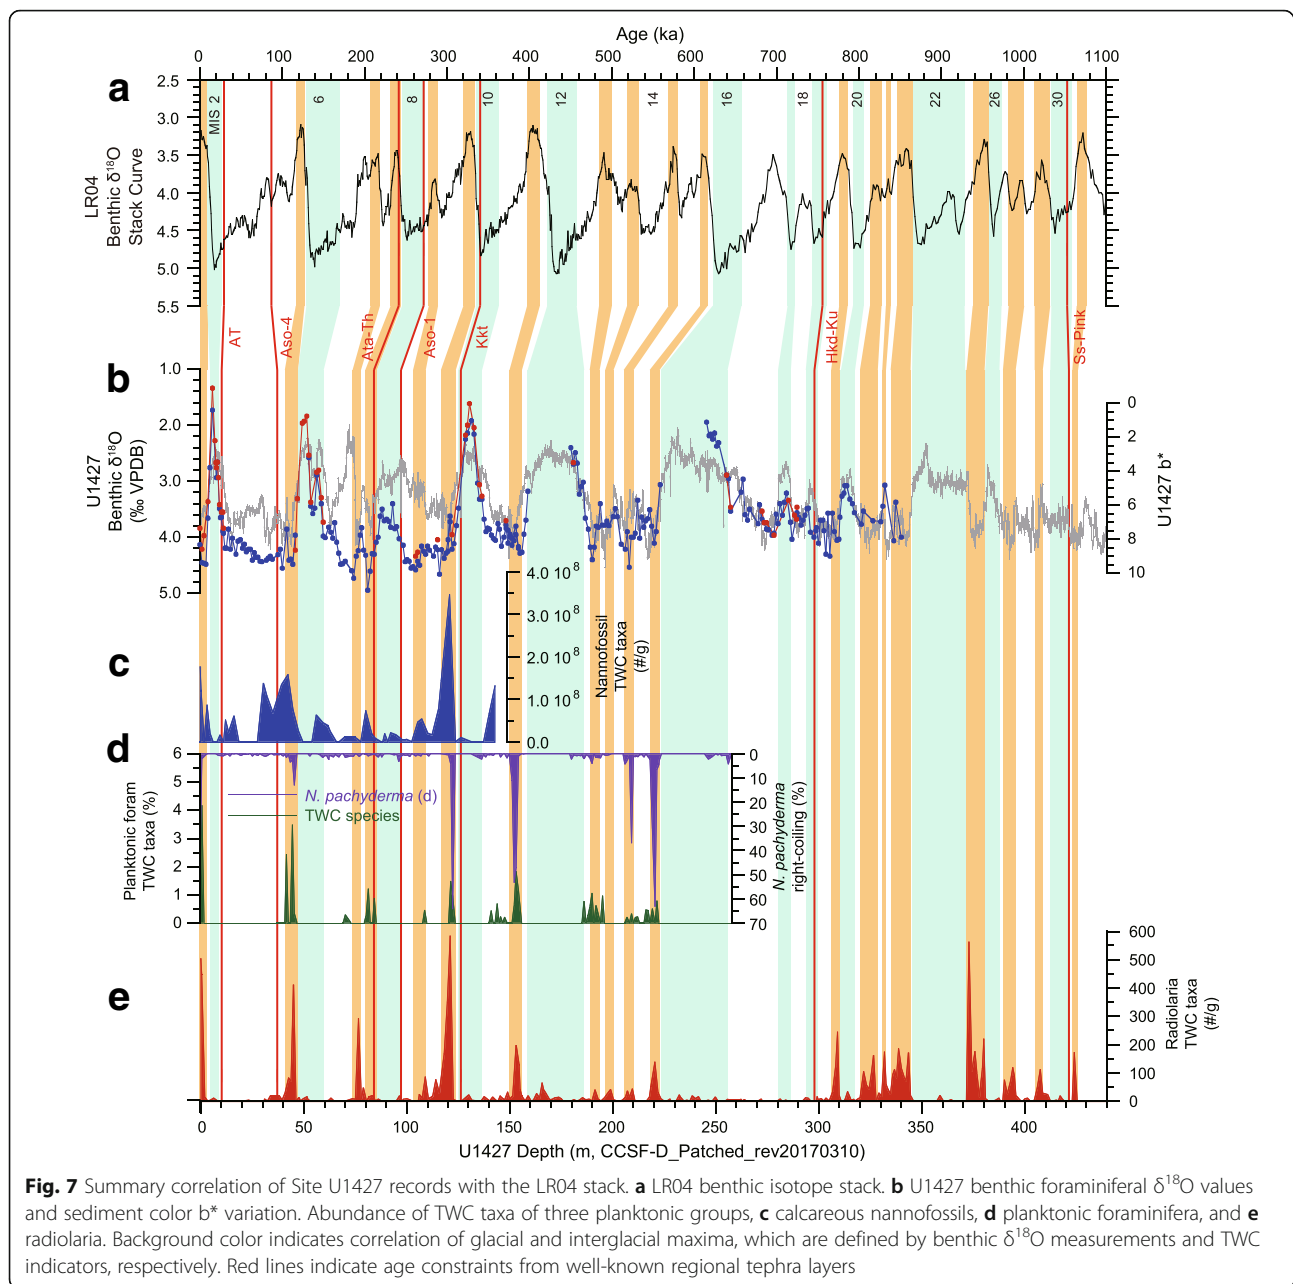 Age (ka)
0 100 200 300 400 500 600 700 800 900 1000 1100
a
2.5
3.0
3.5
4.0
4.5
5.0
5.5
LR04
Benthic δ18O
Stack Curve
MIS 2
6
8
10
12
14
16
18
20
22
26
30
AT
Aso-4
Ata-Th
Aso-1
Kkt
Hkd-Ku
Ss-Pink
b
1.0
2.0
3.0
4.0
5.0
U1427
Benthic δ18O
(‰ VPDB)
0
2
4
6
8
10
U1427 b*
c
4.0 10^8
3.0 10^8
2.0 10^8
1.0 10^8
0.0
Nannofossil
TWC taxa
(#/g)
d
6
5
4
3
2
1
0
Planktonic foram
TWC taxa (%)
N. pachyderma (d)
TWC species
0
10
20
30
40
50
60
70
N. pachyderma
right-coiling (%)
e
600
500
400
300
200
100
0
Radiolaria
TWC taxa
(#/g)
0 50 100 150 200 250 300 350 400
U1427 Depth (m, CCSF-D_Patched_rev20170310)
Fig. 7 Summary correlation of Site U1427 records with the LR04 stack. a LR04 benthic isotope stack. b U1427 benthic foraminiferal δ18O values
and sediment color b* variation. Abundance of TWC taxa of three planktonic groups, c calcareous nannofossils, d planktonic foraminifera, and e
radiolaria. Background color indicates correlation of glacial and interglacial maxima, which are defined by benthic δ18O measurements and TWC
indicators, respectively. Red lines indicate age constraints from well-known regional tephra layers